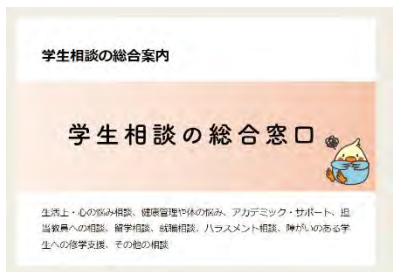 学生相談の総合案内
学生相談の総合窓口
生活上・心の悩み相談、健康管理や体の悩み、アカデミック・サポート、担
当教員への相談、留学相談、就職相談、ハラスメント相談、障がいのある学
生への修学支援、その他の相談